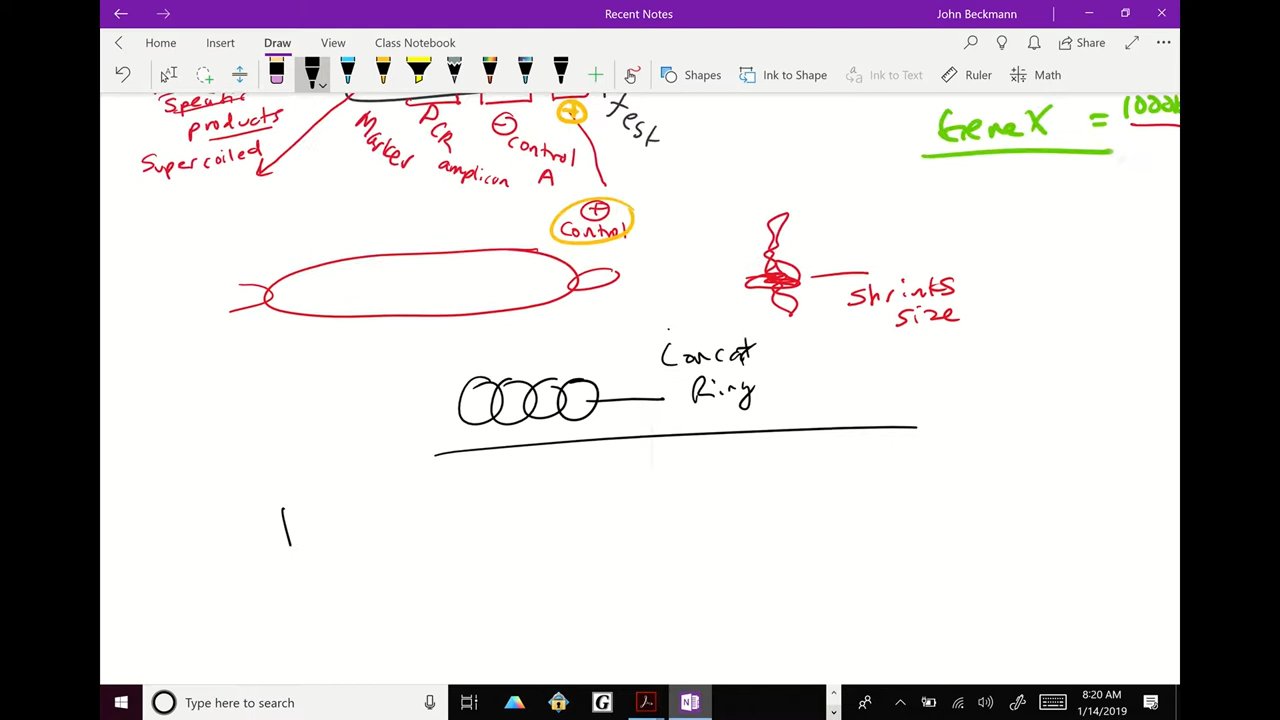 Recent Notes
John Beckmann
Home Insert Draw View Class Notebook
Share
Shapes
Ink to Shape
Ink to Text
Ruler
Math
Specific
products
Supercoiled
Marker
PCR
amplicon
control
A
+
test
+
Control
GeneX =
Shrinks
size
Concat
Ring
Type here to search
8:20 AM
1/14/2019